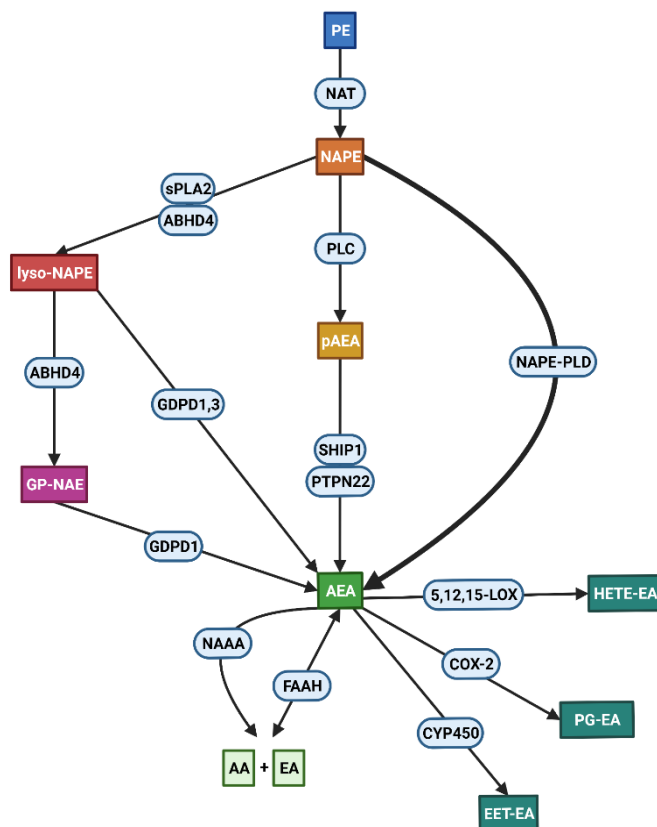 PE
NAT
NAPE
sPLA2
ABHD4
PLC
lyso-NAPE
pAEA
NAPE-PLD
ABHD4
GDPD1,3
SHIP1
PTPN22
GP-NAE
GDPD1
AEA
5,12,15-LOX
HETE-EA
NAAA
COX-2
FAAH
PG-EA
CYP450
AA + EA
EET-EA